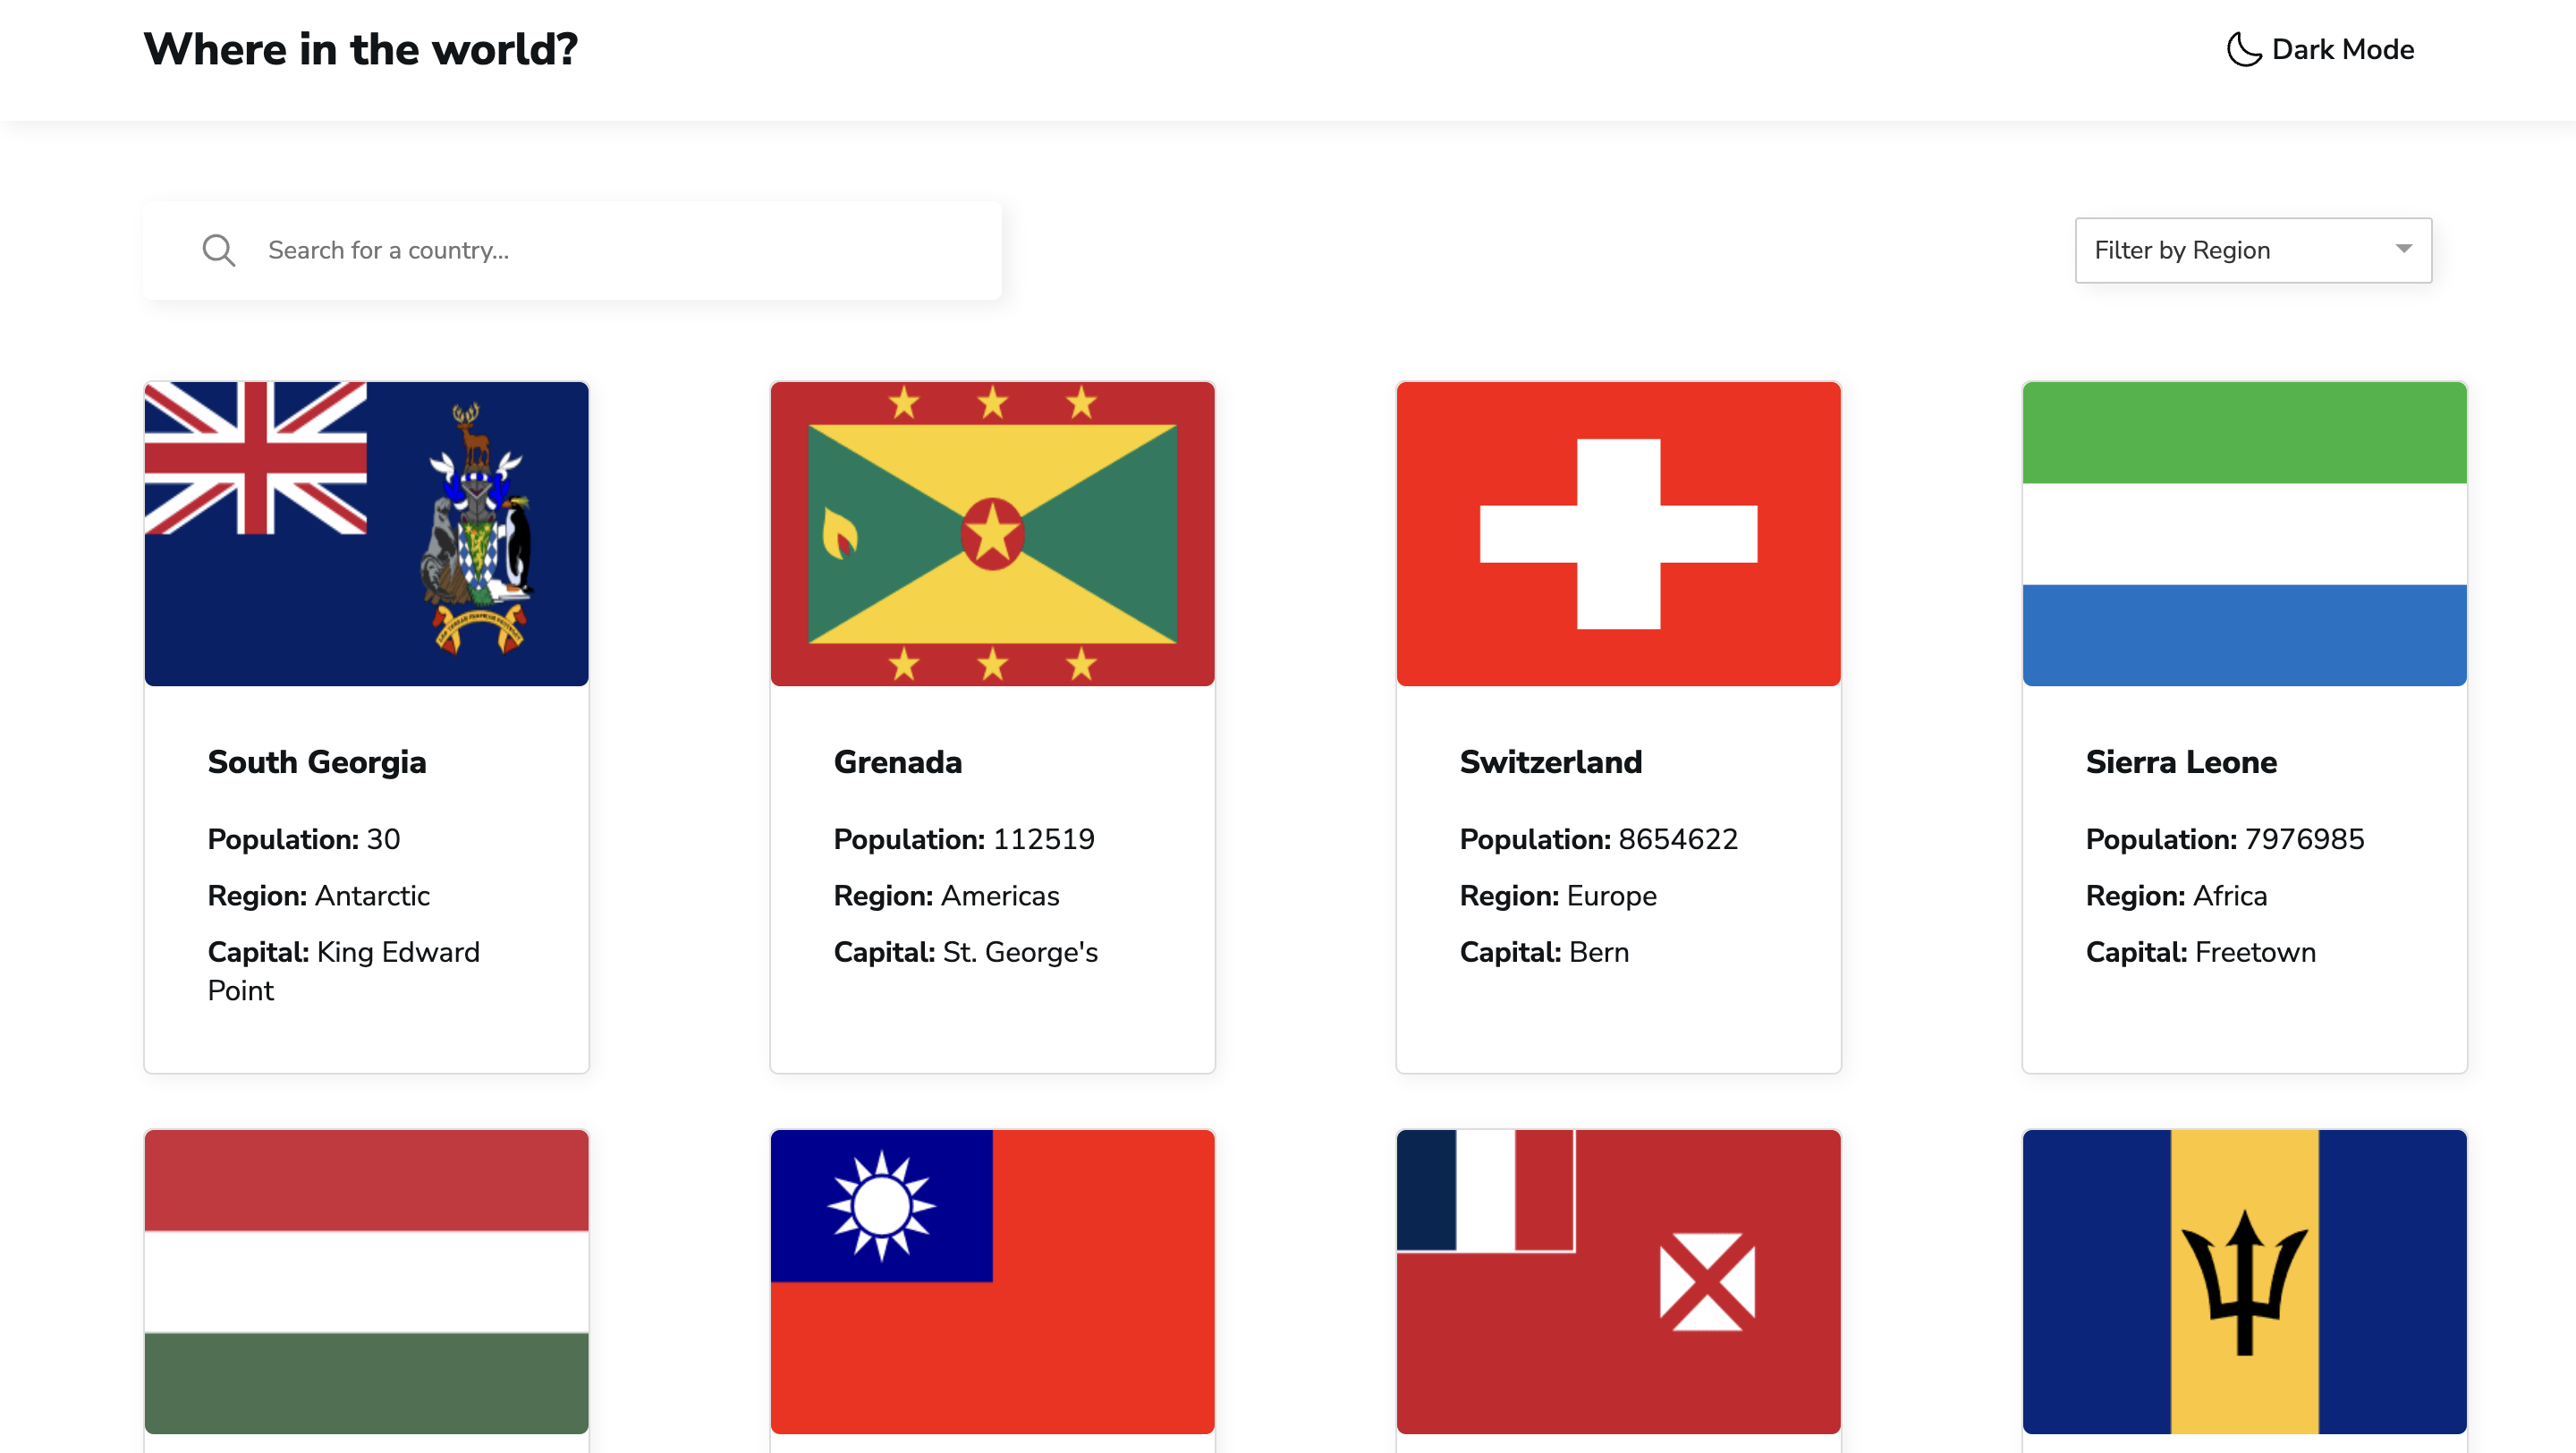 Where in the world?
Dark Mode
Search for a country...
Filter by Region
South Georgia
Population: 30
Region: Antarctic
Capital: King Edward
Point
Grenada
Population: 112519
Region: Americas
Capital: St. George's
Switzerland
Population: 8654622
Region: Europe
Capital: Bern
Sierra Leone
Population: 7976985
Region: Africa
Capital: Freetown